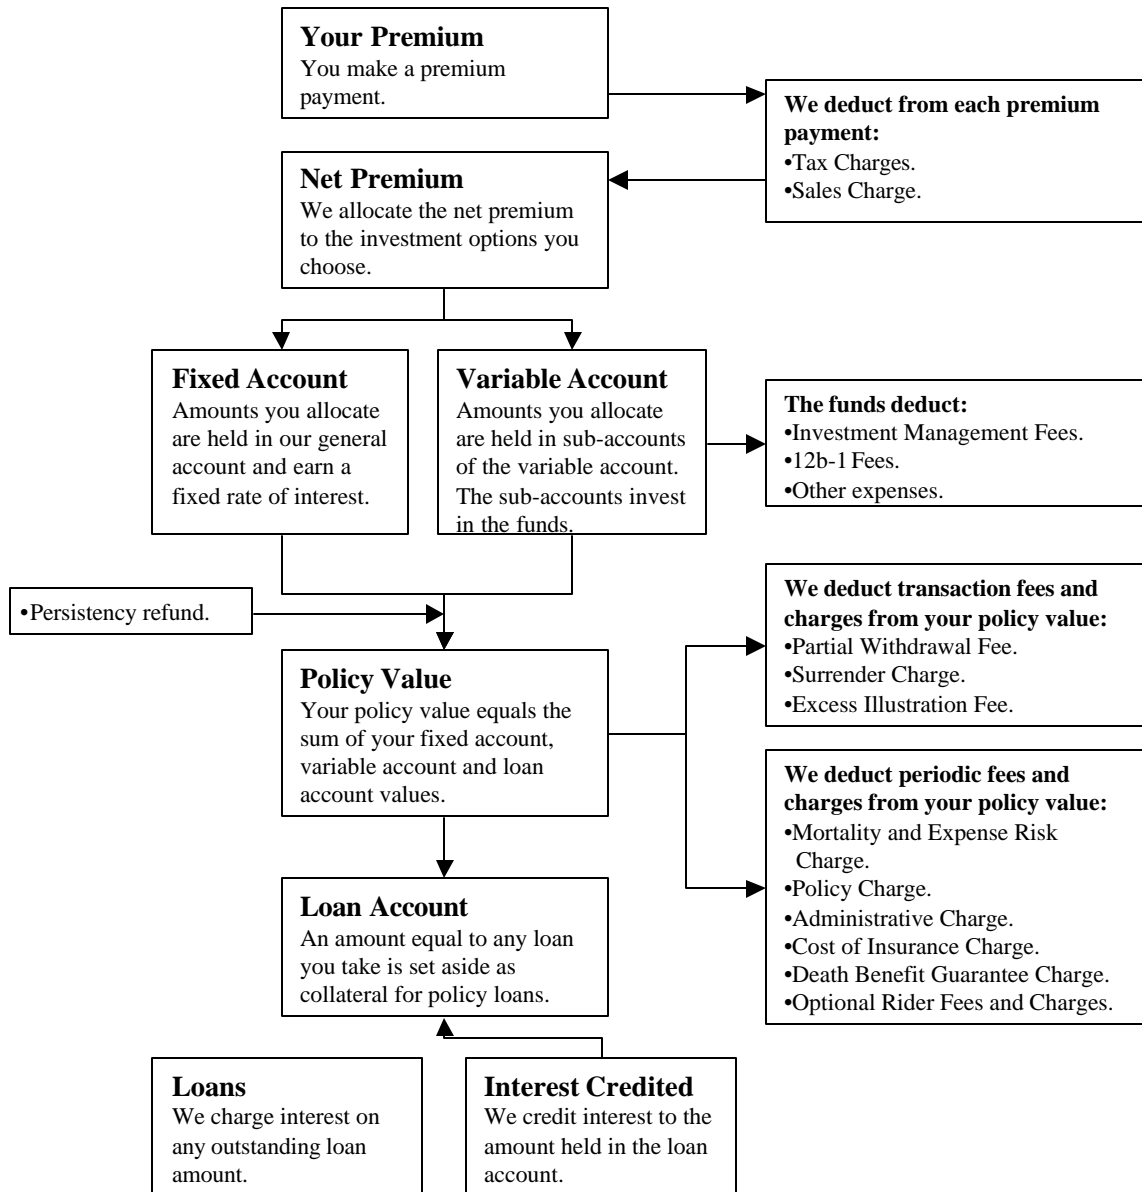 Your Premium
You make a premium
payment.
We deduct from each premium
payment:
•Tax Charges.
•Sales Charge.
Net Premium
We allocate the net premium
to the investment options you
choose.
Fixed Account
Amounts you allocate
are held in our general
account and earn a
fixed rate of interest.
Variable Account
Amounts you allocate
are held in sub-accounts
of the variable account.
The sub-accounts invest
in the funds.
The funds deduct:
•Investment Management Fees.
•12b-1 Fees.
•Other expenses.
•Persistency refund.
Policy Value
Your policy value equals the
sum of your fixed account,
variable account and loan
account values.
We deduct transaction fees and
charges from your policy value:
•Partial Withdrawal Fee.
•Surrender Charge.
•Excess Illustration Fee.
We deduct periodic fees and
charges from your policy value:
•Mortality and Expense Risk
Charge.
•Policy Charge.
•Administrative Charge.
•Cost of Insurance Charge.
•Death Benefit Guarantee Charge.
•Optional Rider Fees and Charges.
Loan Account
An amount equal to any loan
you take is set aside as
collateral for policy loans.
Loans
We charge interest on
any outstanding loan
amount.
Interest Credited
We credit interest to the
amount held in the loan
account.